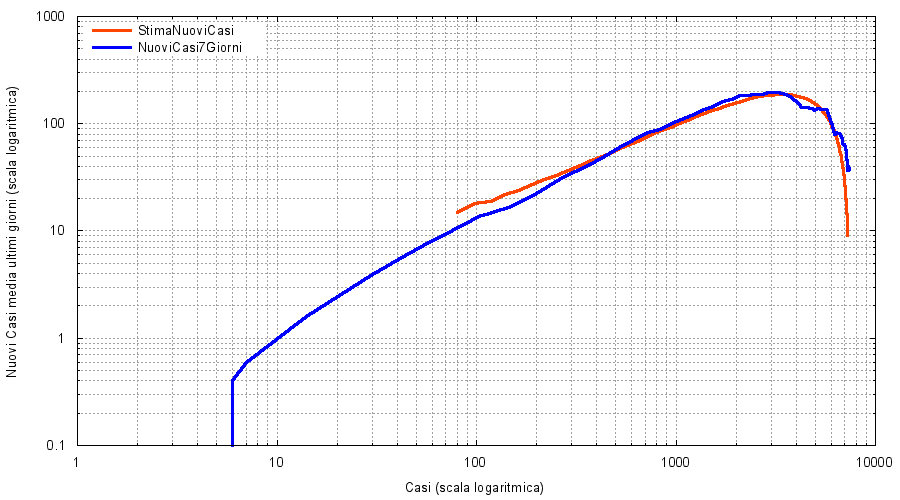 1000
StimaNuoviCasi
NuoviCasi7Giorni
100
10
1
0.1
Nuovi Casi media ultimi giorni (scala logaritmica)
1 10 100 1000 10000
Casi (scala logaritmica)